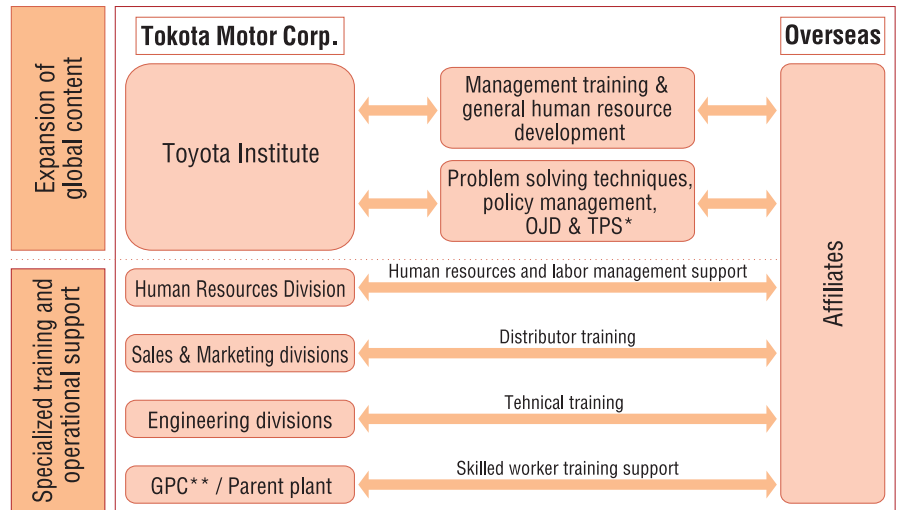 Expansion of
global content
Tokota Motor Corp.
Overseas
Toyota Institute
Management training &
general human resource
development
Problem solving techniques,
policy management,
OJD & TPS*
Affiliates
Specialized training and
operational support
Human Resources Division
Human resources and labor management support
Sales & Marketing divisions
Distributor training
Engineering divisions
Tehnical training
GPC** / Parent plant
Skilled worker training support